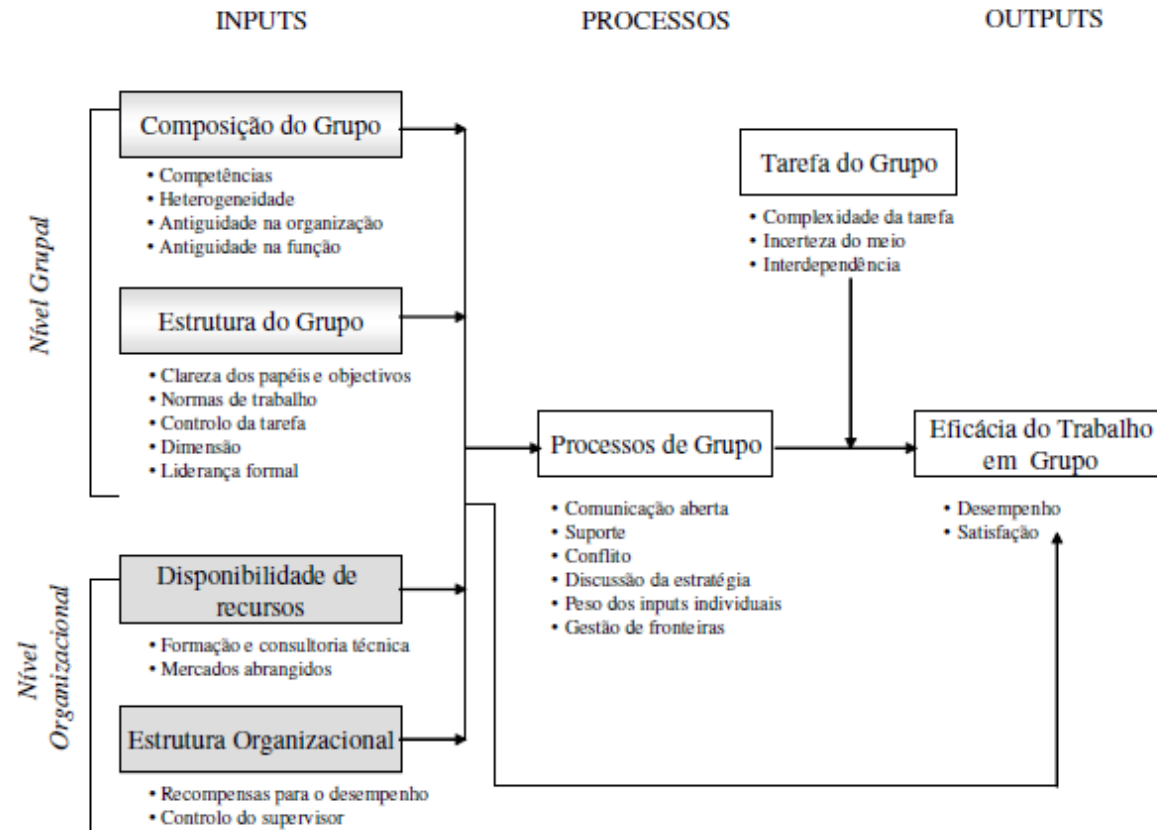 INPUTS
PROCESSOS
OUTPUTS
Nível Grupal
Composição do Grupo
• Competências
• Heterogeneidade
• Antiguidade na organização
• Antiguidade na função
Estrutura do Grupo
• Clareza dos papéis e objectivos
• Normas de trabalho
• Controlo da tarefa
• Dimensão
• Liderança formal
Nível
Organizacional
Disponibilidade de
recursos
• Formação e consultoria técnica
• Mercados abrangidos
Estrutura Organizacional
• Recompensas para o desempenho
• Controlo do supervisor
Processos de Grupo
• Comunicação aberta
• Suporte
• Conflito
• Discussão da estratégia
• Peso dos inputs individuais
• Gestão de fronteiras
Tarefa do Grupo
• Complexidade da tarefa
• Incerteza do meio
• Interdependência
Eficácia do Trabalho
em Grupo
• Desempenho
• Satisfação